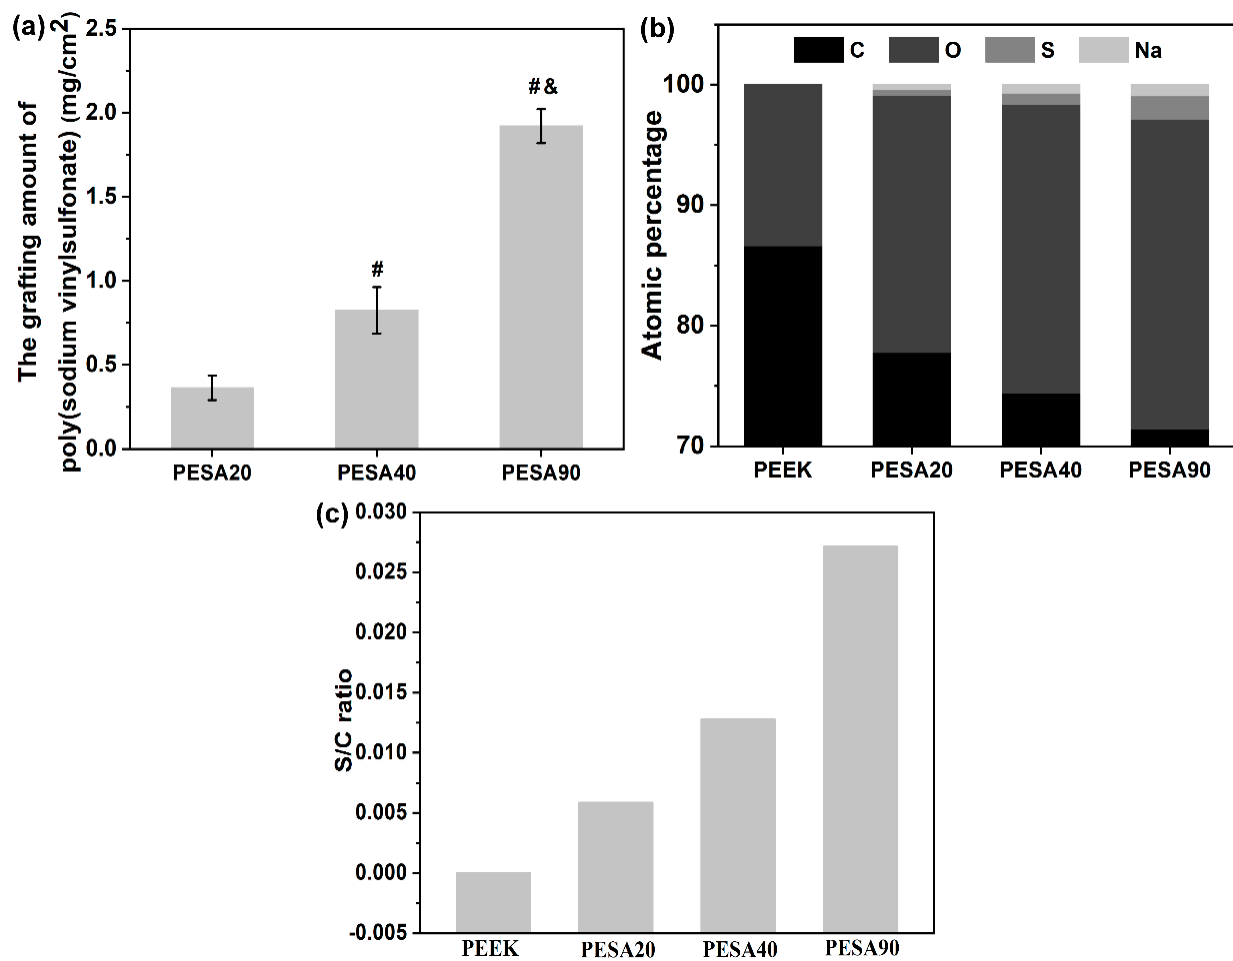 (a)
The grafting amount of
poly(sodium vinylsulfonate) (mg/cm²)
2.5
2.0
1.5
1.0
0.5
0.0
#
#&
PESA20 PESA40 PESA90
(b)
C O S Na
Atomic percentage
100
90
80
70
PEEK PESA20 PESA40 PESA90
(c)
S/C ratio
0.030
0.025
0.020
0.015
0.010
0.005
0.000
-0.005
PEEK PESA20 PESA40 PESA90